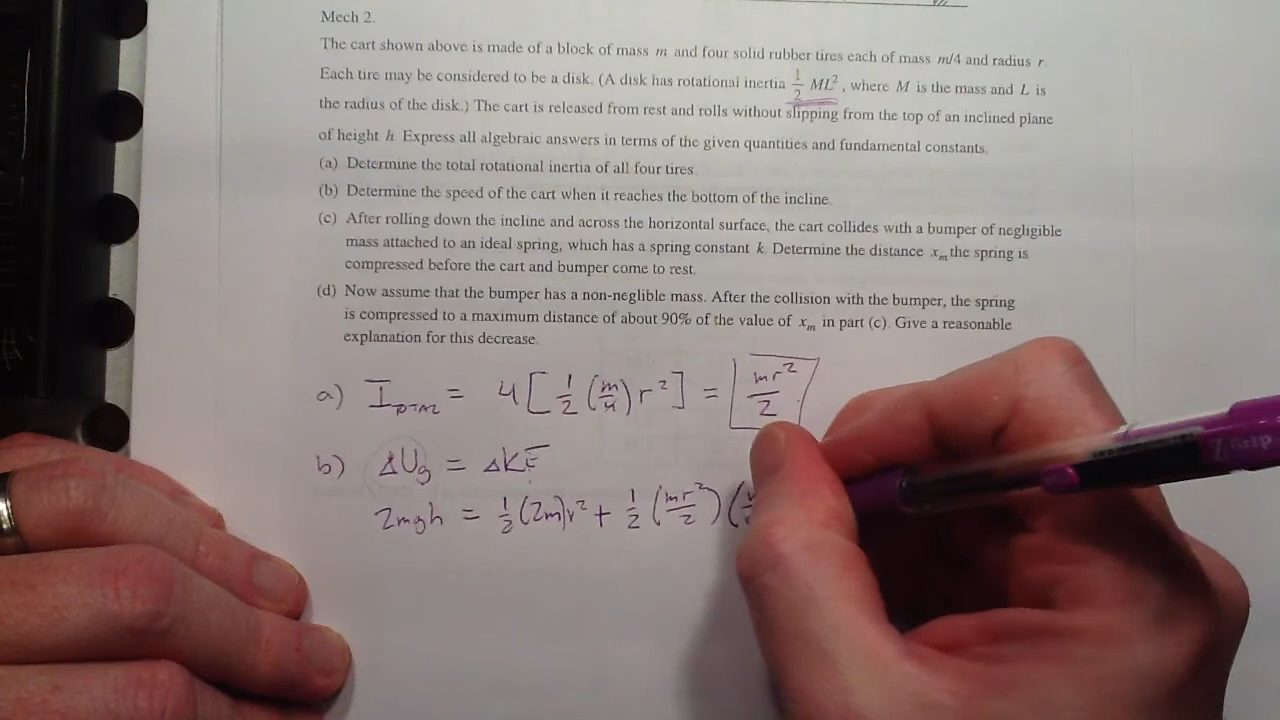 Mech 2.
The cart shown above is made of a block of mass m and four solid rubber tires each of mass m/4 and radius r.
Each tire may be considered to be a disk. (A disk has rotational inertia 1/2 ML², where M is the mass and L is
the radius of the disk.) The cart is released from rest and rolls without slipping from the top of an inclined plane
of height h. Express all algebraic answers in terms of the given quantities and fundamental constants.
(a) Determine the total rotational inertia of all four tires.
(b) Determine the speed of the cart when it reaches the bottom of the incline.
(c) After rolling down the incline and across the horizontal surface, the cart collides with a bumper of negligible
mass attached to an ideal spring, which has a spring constant k. Determine the distance xₘ the spring is
compressed before the cart and bumper come to rest.
(d) Now assume that the bumper has a non-neglible mass. After the collision with the bumper, the spring
is compressed to a maximum distance of about 90% of the value of xₘ in part (c). Give a reasonable
explanation for this decrease.
a) I_TOTAL = 4[1/2 (m/4) r²] = mr²/2
b) ΔUg = ΔKE
2mgh = 1/2 (2m)v² + 1/2 (mr²/2)(